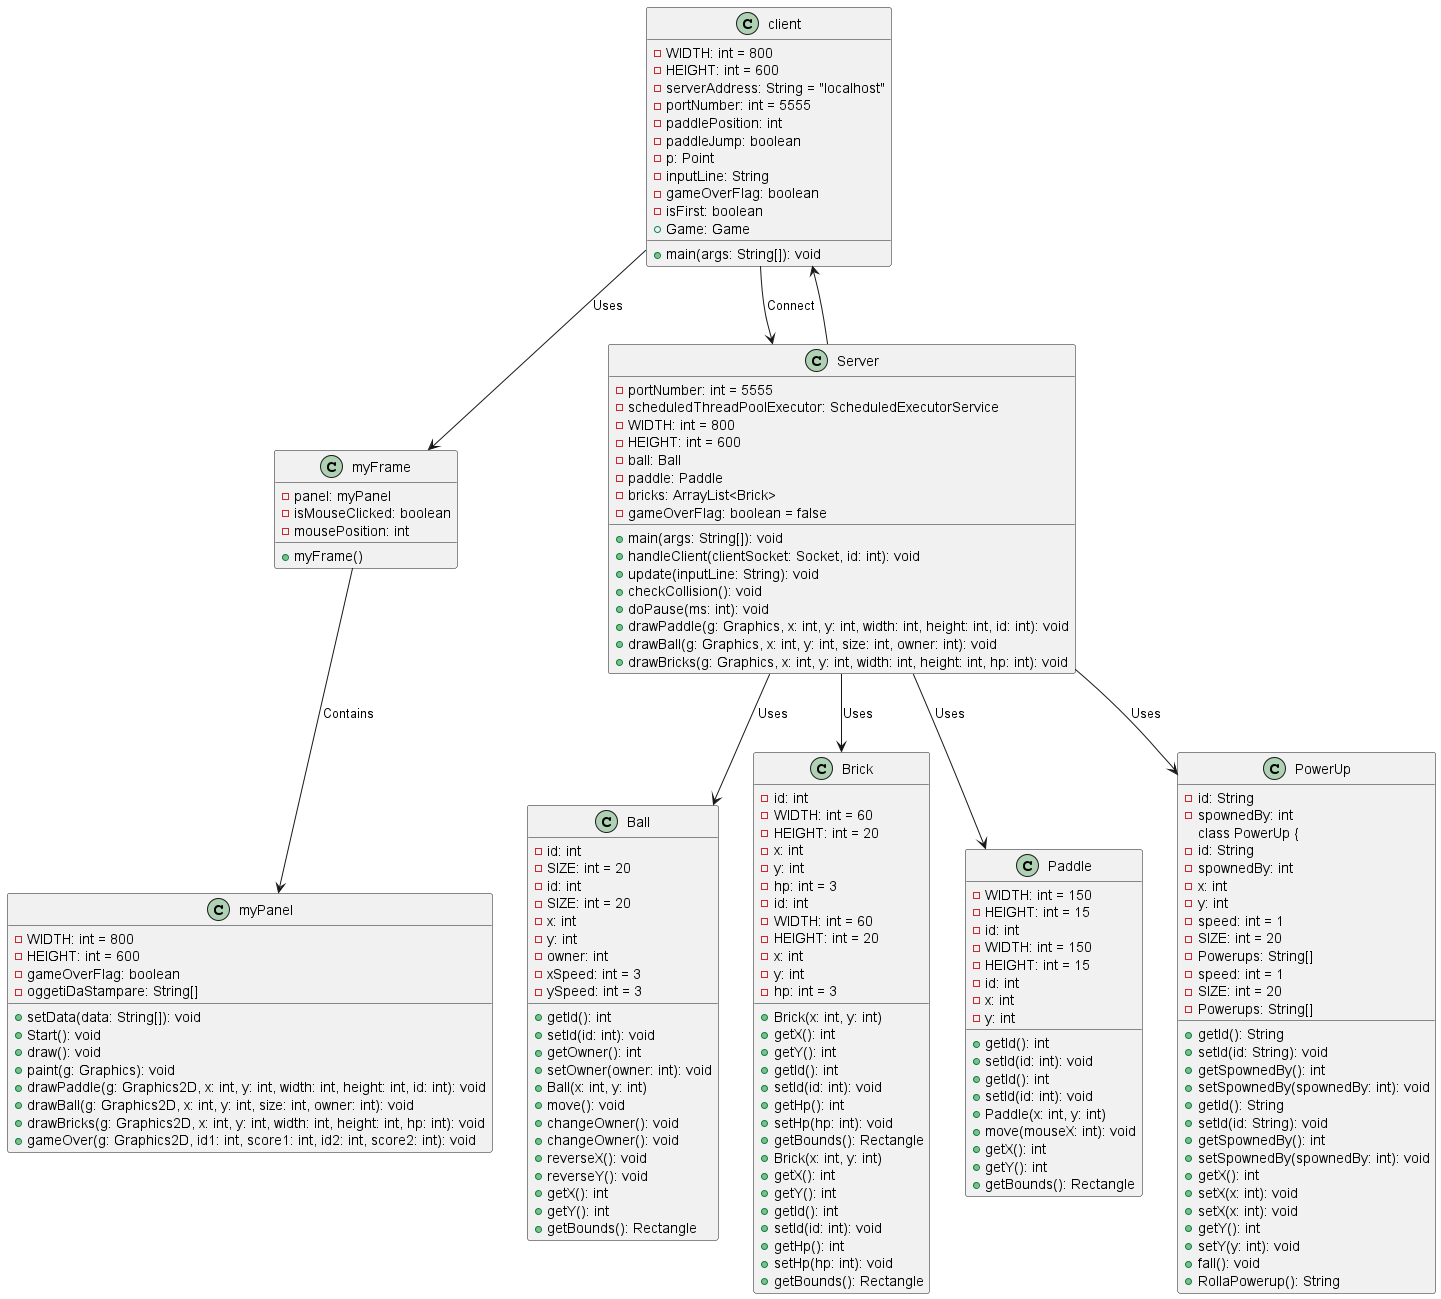 C client
WIDTH: int = 800
HEIGHT: int = 600
serverAddress: String = "localhost"
portNumber: int = 5555
paddlePosition: int
paddleJump: boolean
p: Point
inputLine: String
gameOverFlag: boolean
isFirst: boolean
Game: Game
main(args: String[]): void
Uses
Connect
C Server
portNumber: int = 5555
scheduledThreadPoolExecutor: ScheduledExecutorService
WIDTH: int = 800
HEIGHT: int = 600
ball: Ball
paddle: Paddle
bricks: ArrayList<Brick>
gameOverFlag: boolean = false
main(args: String[]): void
handleClient(clientSocket: Socket, id: int): void
update(inputLine: String): void
checkCollision(): void
doPause(ms: int): void
drawPaddle(g: Graphics, x: int, y: int, width: int, height: int, id: int): void
drawBall(g: Graphics, x: int, y: int, size: int, owner: int): void
drawBricks(g: Graphics, x: int, y: int, width: int, height: int, hp: int): void
C myFrame
panel: myPanel
isMouseClicked: boolean
mousePosition: int
myFrame()
Contains
Uses
Uses
Uses
Uses
C myPanel
WIDTH: int = 800
HEIGHT: int = 600
gameOverFlag: boolean
oggetiDaStampare: String[]
setData(data: String[]): void
Start(): void
draw(): void
paint(g: Graphics): void
drawPaddle(g: Graphics2D, x: int, y: int, width: int, height: int, id: int): void
drawBall(g: Graphics2D, x: int, y: int, size: int, owner: int): void
drawBricks(g: Graphics2D, x: int, y: int, width: int, height: int, hp: int): void
gameOver(g: Graphics2D, id1: int, score1: int, id2: int, score2: int): void
C Ball
id: int
SIZE: int = 20
id: int
SIZE: int = 20
x: int
y: int
owner: int
xSpeed: int = 3
ySpeed: int = 3
getId(): int
setId(id: int): void
getOwner(): int
setOwner(owner: int): void
Ball(x: int, y: int)
move(): void
changeOwner(): void
changeOwner(): void
reverseX(): void
reverseY(): void
getX(): int
getY(): int
getBounds(): Rectangle
C Brick
id: int
WIDTH: int = 60
HEIGHT: int = 20
x: int
y: int
hp: int = 3
id: int
WIDTH: int = 60
HEIGHT: int = 20
x: int
y: int
hp: int = 3
Brick(x: int, y: int)
getX(): int
getY(): int
getId(): int
setId(id: int): void
getHp(): int
setHp(hp: int): void
getBounds(): Rectangle
Brick(x: int, y: int)
getX(): int
getY(): int
getId(): int
setId(id: int): void
getHp(): int
setHp(hp: int): void
getBounds(): Rectangle
C Paddle
WIDTH: int = 150
HEIGHT: int = 15
id: int
WIDTH: int = 150
HEIGHT: int = 15
id: int
x: int
y: int
getId(): int
setId(id: int): void
getId(): int
setId(id: int): void
Paddle(x: int, y: int)
move(mouseX: int): void
getX(): int
getY(): int
getBounds(): Rectangle
C PowerUp
id: String
spownedBy: int
class PowerUp {
id: String
spownedBy: int
x: int
y: int
speed: int = 1
SIZE: int = 20
Powerups: String[]
speed: int = 1
SIZE: int = 20
Powerups: String[]
getId(): String
setId(id: String): void
getSpownedBy(): int
setSpownedBy(spownedBy: int): void
getId(): String
setId(id: String): void
getSpownedBy(): int
setSpownedBy(spownedBy: int): void
getX(): int
setX(x: int): void
setX(x: int): void
getY(): int
setY(y: int): void
fall(): void
RollaPowerup(): String